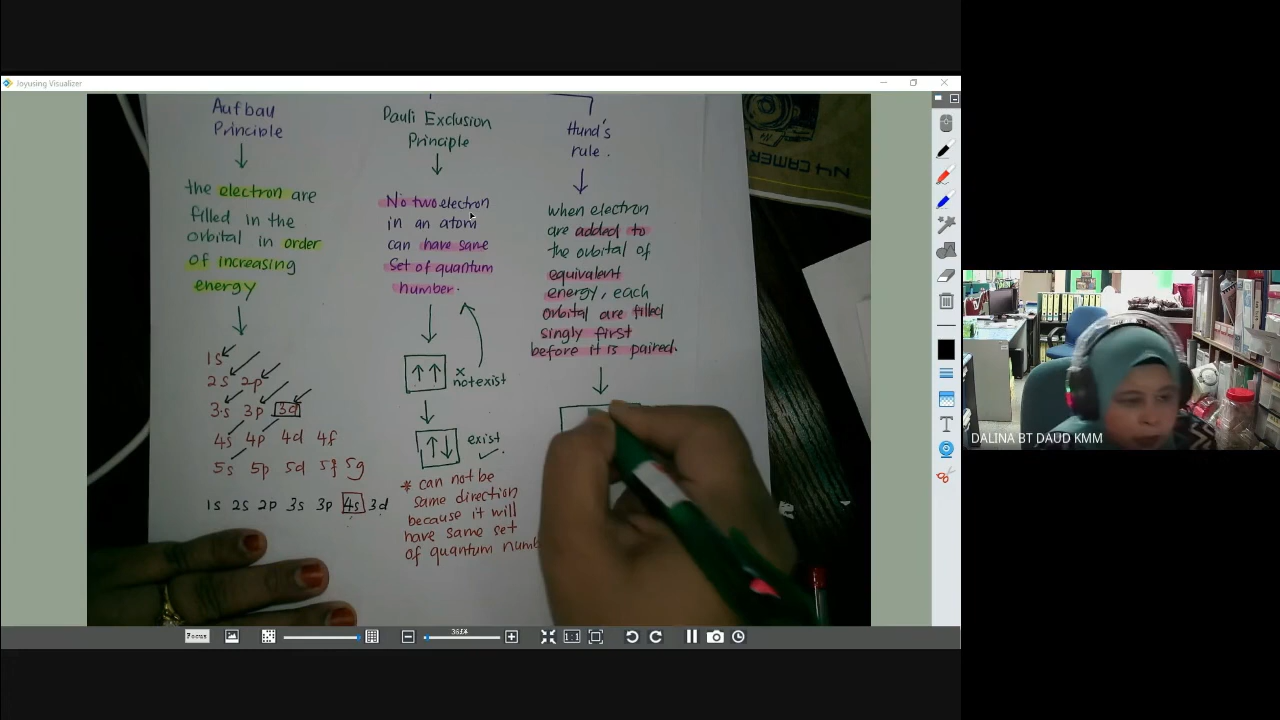 Joyusing Visualizer
Aufbau
Principle
the electron are
filled in the
orbital in order
of increasing
energy
1s
2s 2p
3s 3p 3d
4s 4p 4d 4f
5s 5p 5d 5f 5g
1s 2s 2p 3s 3p 4s 3d
Pauli Exclusion
Principle
No two electron
in an atom
can have same
set of quantum
number.
↑↑ x
not exist
↑↓ exist ✓
* can not be
same direction
because it will
have same set
of quantum numb
Hund's
rule.
when electron
are added to
the orbital of
equivalent
energy, each
orbital are filled
singly first
before it is paired.
DALINA BT DAUD KMM
Focus
1:1
T